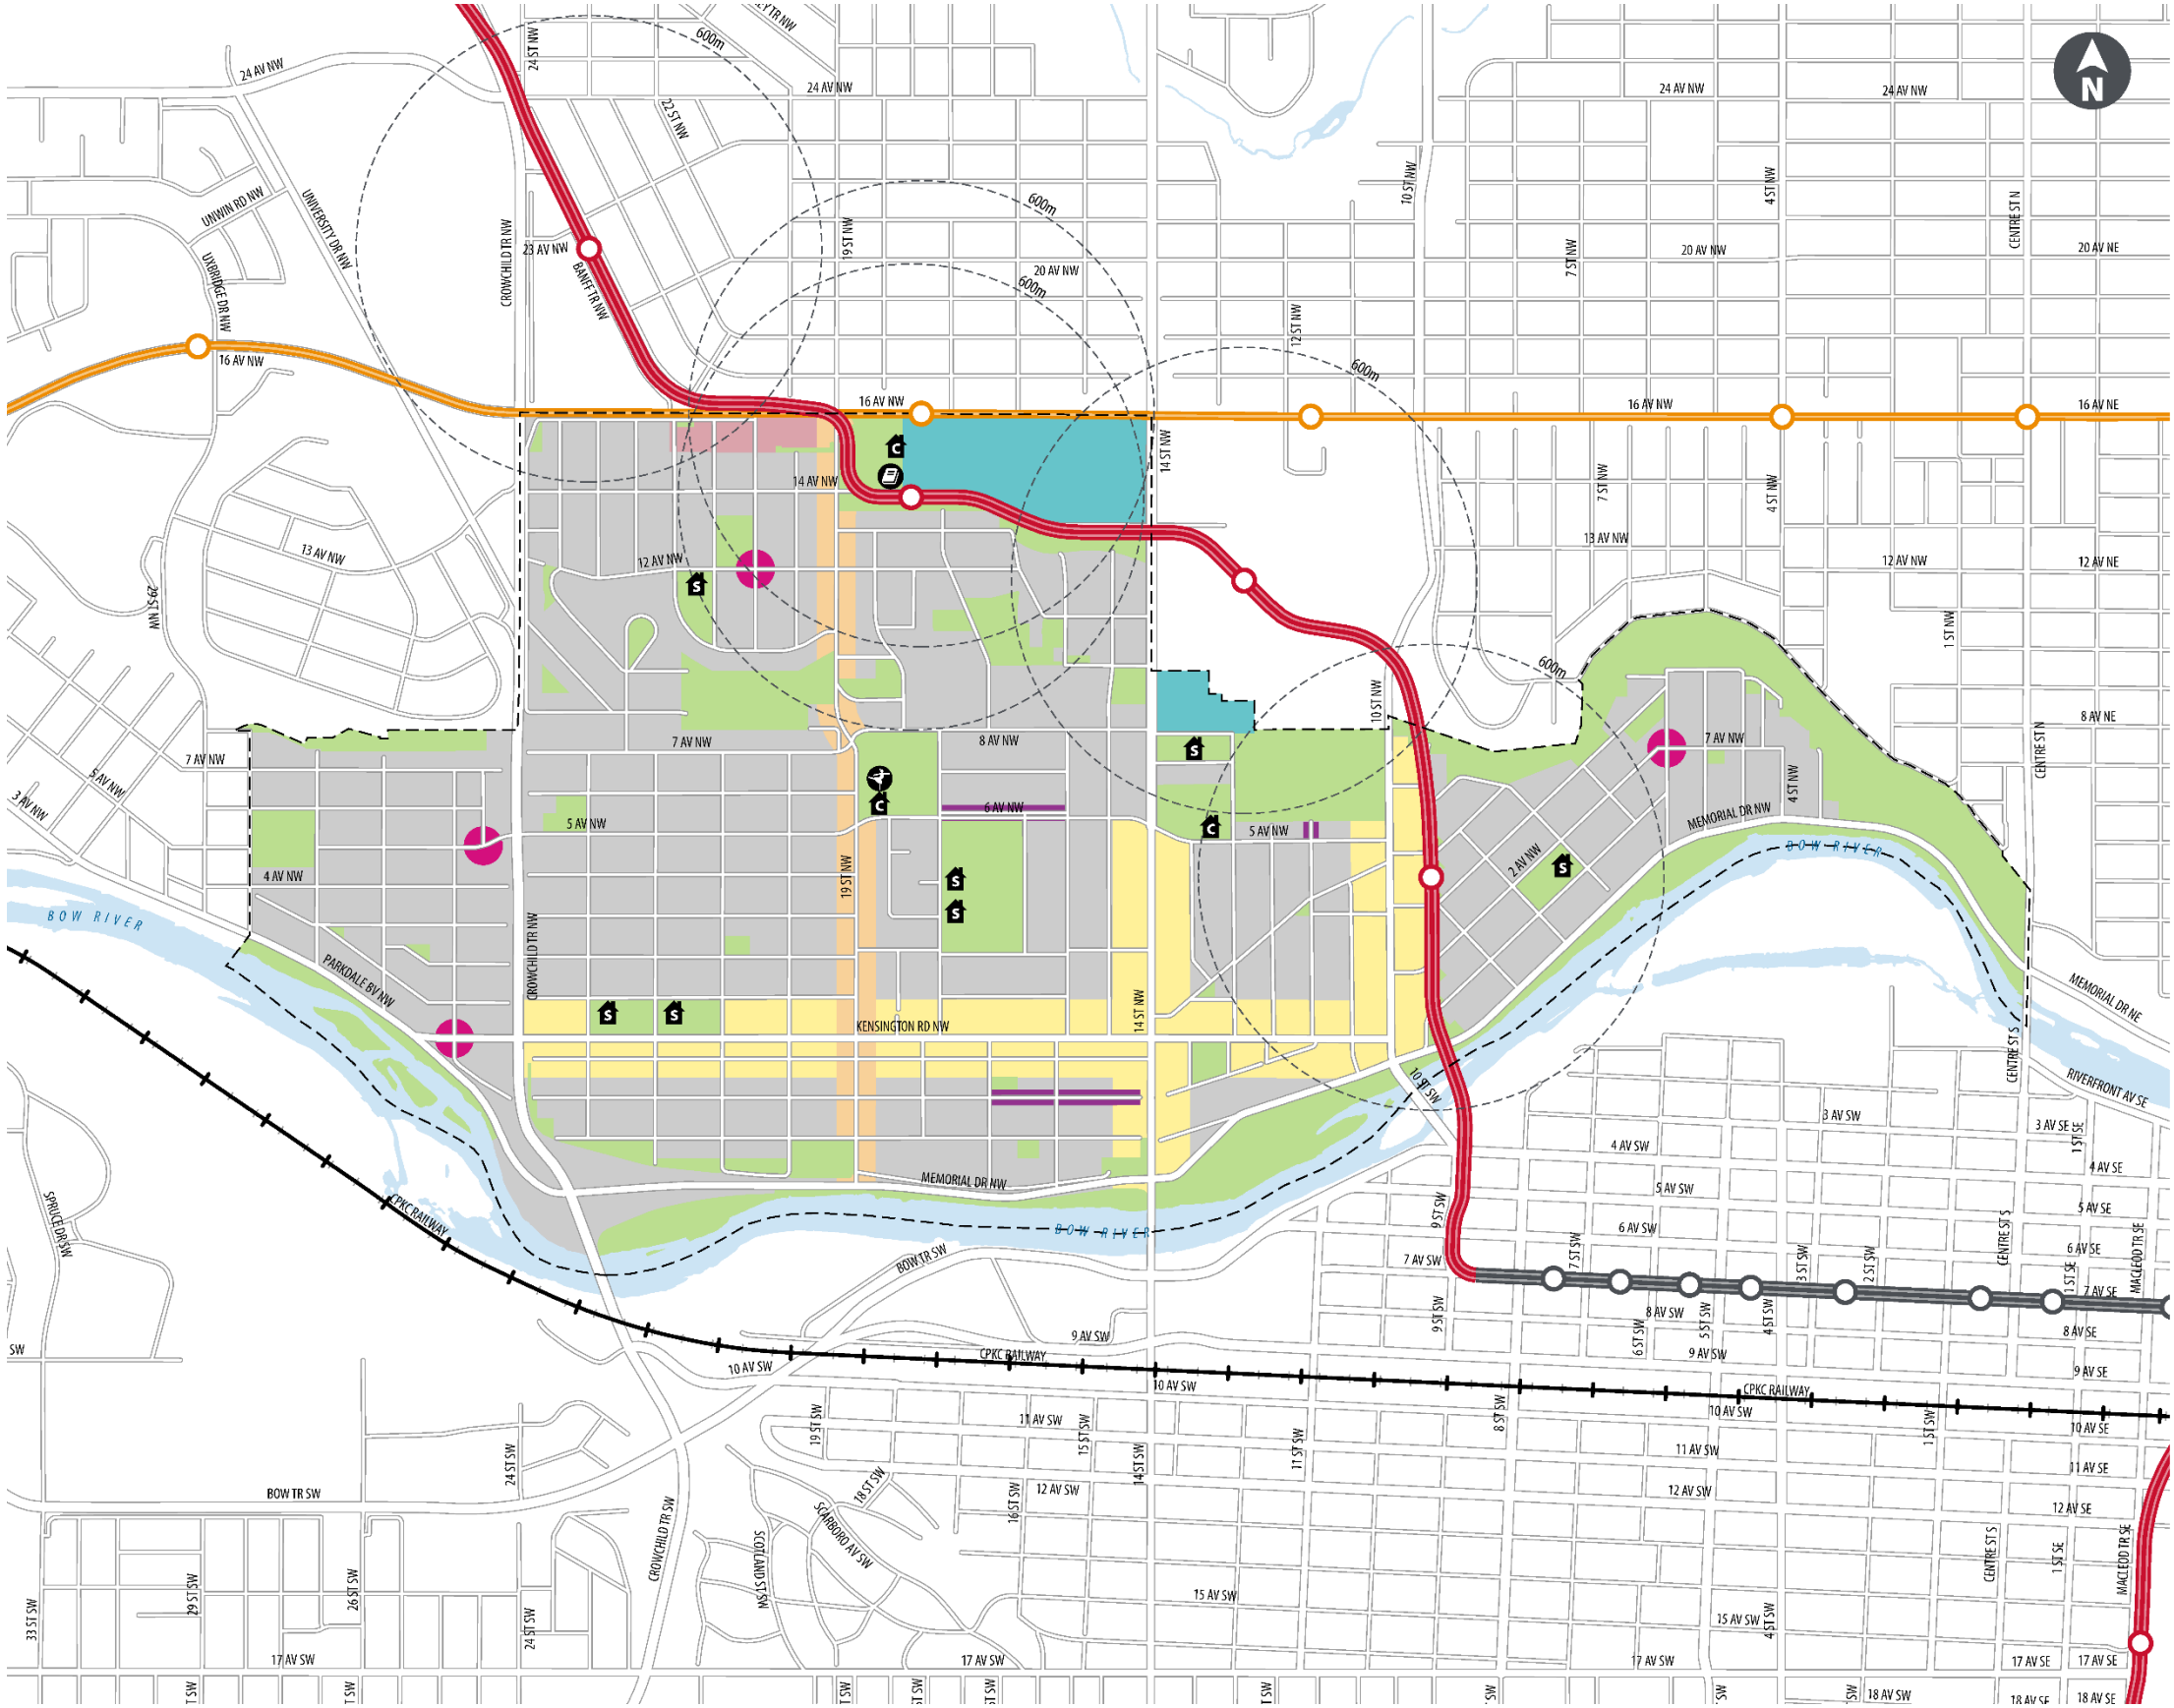 24 ST NW
600m
24 AV NW
22 ST NW
24 AV NW
24 AV NW
24 AV NW
N
10 ST NW
4 ST NW
UNWIN RD NW
UNIVERSITY DR NW
CROWCHILD TR NW
23 AV NW
BANFF TR NW
19 ST NW
600m
20 AV NW
600m
7 ST NW
20 AV NW
CENTRE ST N
20 AV NE
UXBRIDGE DR NW
12 ST NW
16 AV NW
600m
16 AV NW
16 AV NW
16 AV NE
C
14 AV NW
14 ST NW
7 ST NW
4 ST NW
13 AV NW
12 AV NW
S
13 AV NW
12 AV NW
12 AV NE
29 ST NW
1 ST NW
600m
10 ST NW
8 AV NE
7 AV NW
7 AV NW
8 AV NW
S
7 AV NW
CENTRE ST N
5 AV NW
3 AV NW
C
6 AV NW
4 ST NW
MEMORIAL DR NW
5 AV NW
C
5 AV NW
BOW RIVER
4 AV NW
19 ST NW
S
S
2 AV NW
S
BOW RIVER
CROWCHILD TR NW
PARKDALE BV NW
S
S
KENSINGTON RD NW
14 ST NW
MEMORIAL DR NE
CENTRE ST S
10 ST SW
RIVERFRONT AV SE
3 AV SW
3 AV SE
1 ST SE
4 AV SW
4 AV SE
MEMORIAL DR NW
5 AV SW
5 AV SE
SPRUCE DR SW
CPKC RAILWAY
BOW RIVER
9 ST SW
6 AV SW
CENTRE ST S
6 AV SE
MACLEOD TR SE
BOW TR SW
7 AV SW
7 ST SW
3 ST SW
2 ST SW
1 ST SE
7 AV SE
9 ST SW
8 AV SW
6 ST SW
5 ST SW
4 ST SW
8 AV SE
SW
9 AV SW
CPKC RAILWAY
9 AV SW
9 AV SE
10 AV SW
10 AV SW
CPKC RAILWAY
10 AV SW
10 AV SE
19 ST SW
11 AV SW
15 ST SW
14 ST SW
11 ST SW
8 ST SW
1 ST SW
11 AV SW
11 AV SE
24 ST SW
BOW TR SW
18 ST SW
12 AV SW
16 ST SW
12 AV SW
12 AV SE
CROWCHILD TR SW
SCOTLAND ST SW
SCARBORO AV SW
CENTRE ST S
1 ST SE
MACLEOD TR SE
33 ST SW
29 ST SW
26 ST SW
24 ST SW
15 AV SW
15 AV SW
4 ST SW
17 AV SW
17 AV SW
17 AV SW
17 AV SE
17 AV SE
18 AV SW
18 AV SE
18 AV SE